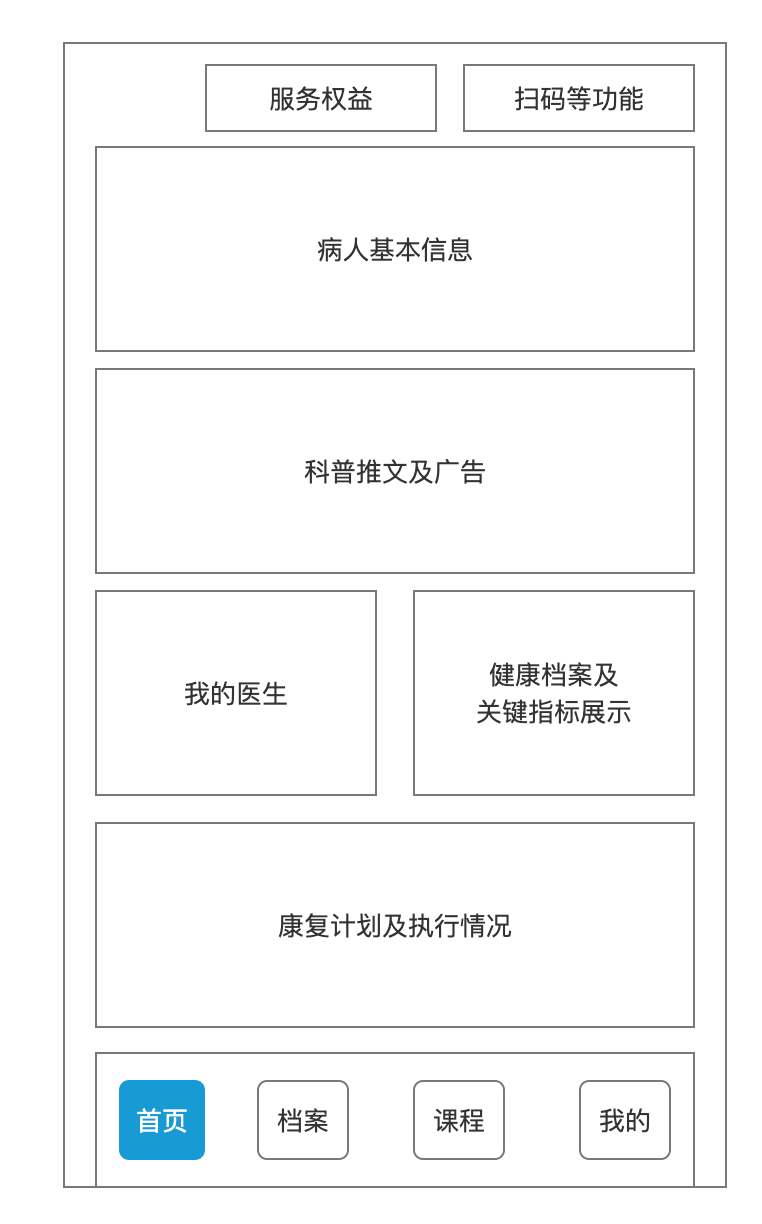 服务权益
扫码等功能
病人基本信息
科普推文及广告
我的医生
健康档案及
关键指标展示
康复计划及执行情况
首页
档案
课程
我的